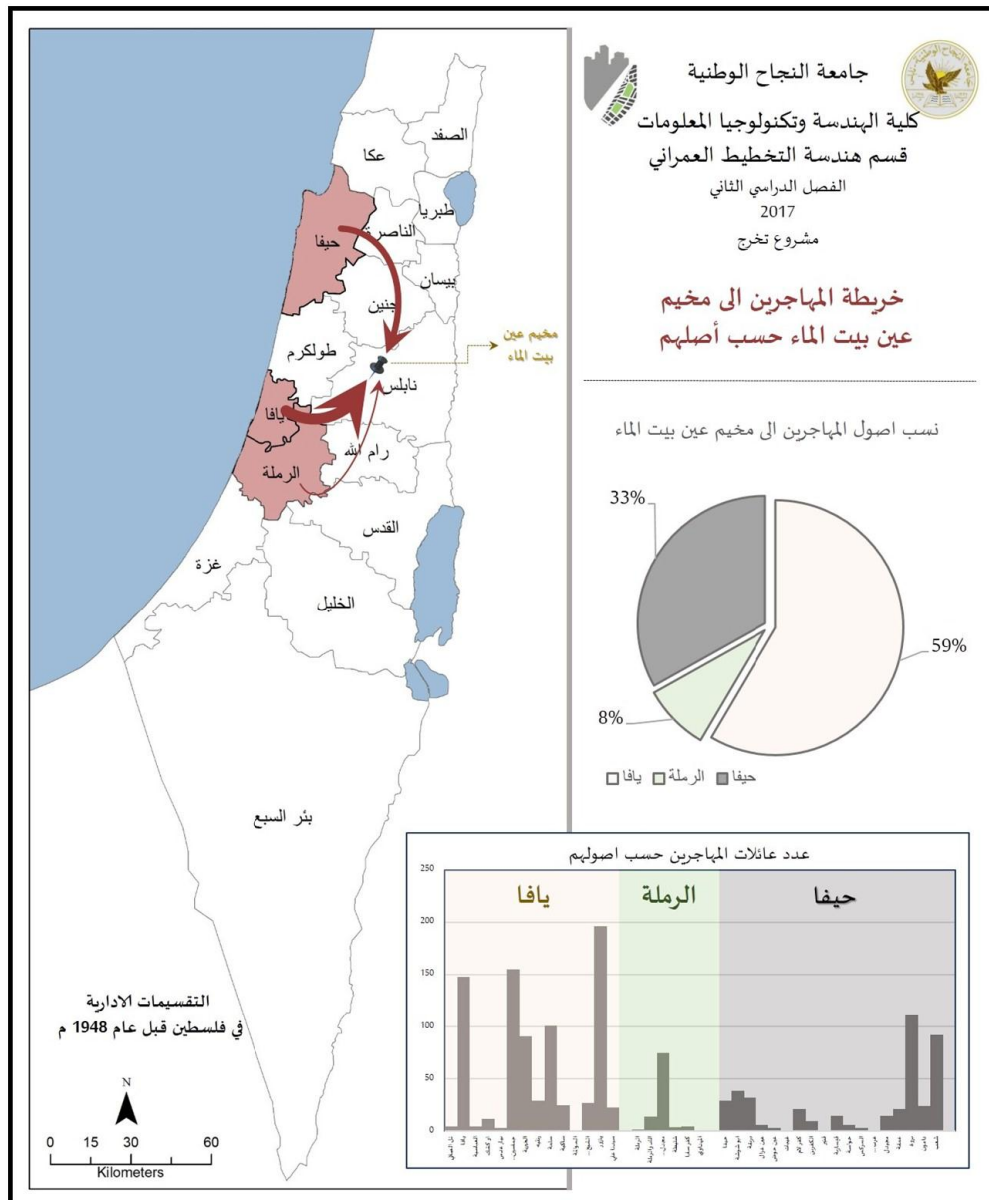 جامعة النجاح الوطنية
كلية الهندسة وتكنولوجيا المعلومات
قسم هندسة التخطيط العمراني
الفصل الدراسي الثاني
2017
مشروع تخرج
خريطة المهاجرين الى مخيم
عين بيت الماء حسب أصلهم
نسب اصول المهاجرين الى مخيم عين بيت الماء
33%
59%
8%
يافا
الرملة
حيفا
الصفد
عكا
طبريا
الناصرة
حيفا
بيسان
جنين
طولكرم
مخيم عين
بيت الماء
نابلس
يافا
رام الله
الرملة
القدس
غزة
الخليل
بئر السبع
التقسيمات الادارية
في فلسطين قبل عام 1948 م
N
0 15 30 60
Kilometers
عدد عائلات المهاجرين حسب اصولهم
يافا
الرملة
حيفا
250
200
150
100
50
0
يافا
سلمة
الرملة
حيفا